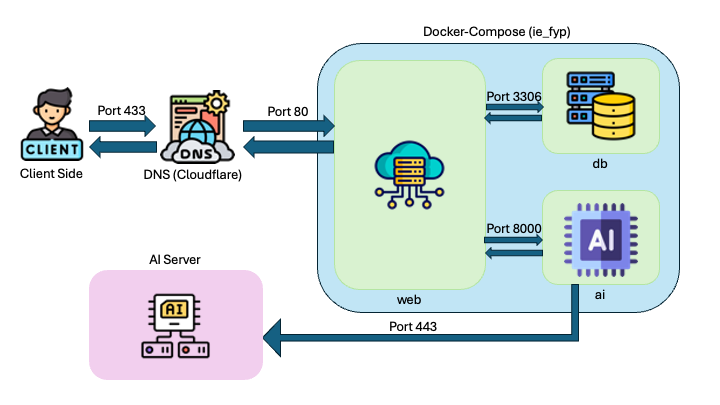 Docker-Compose (ie_fyp)
Port 433
Port 80
Port 3306
CLIENT
DNS
Client Side
DNS (Cloudflare)
db
Port 8000
AI
AI Server
ai
web
AI
Port 443